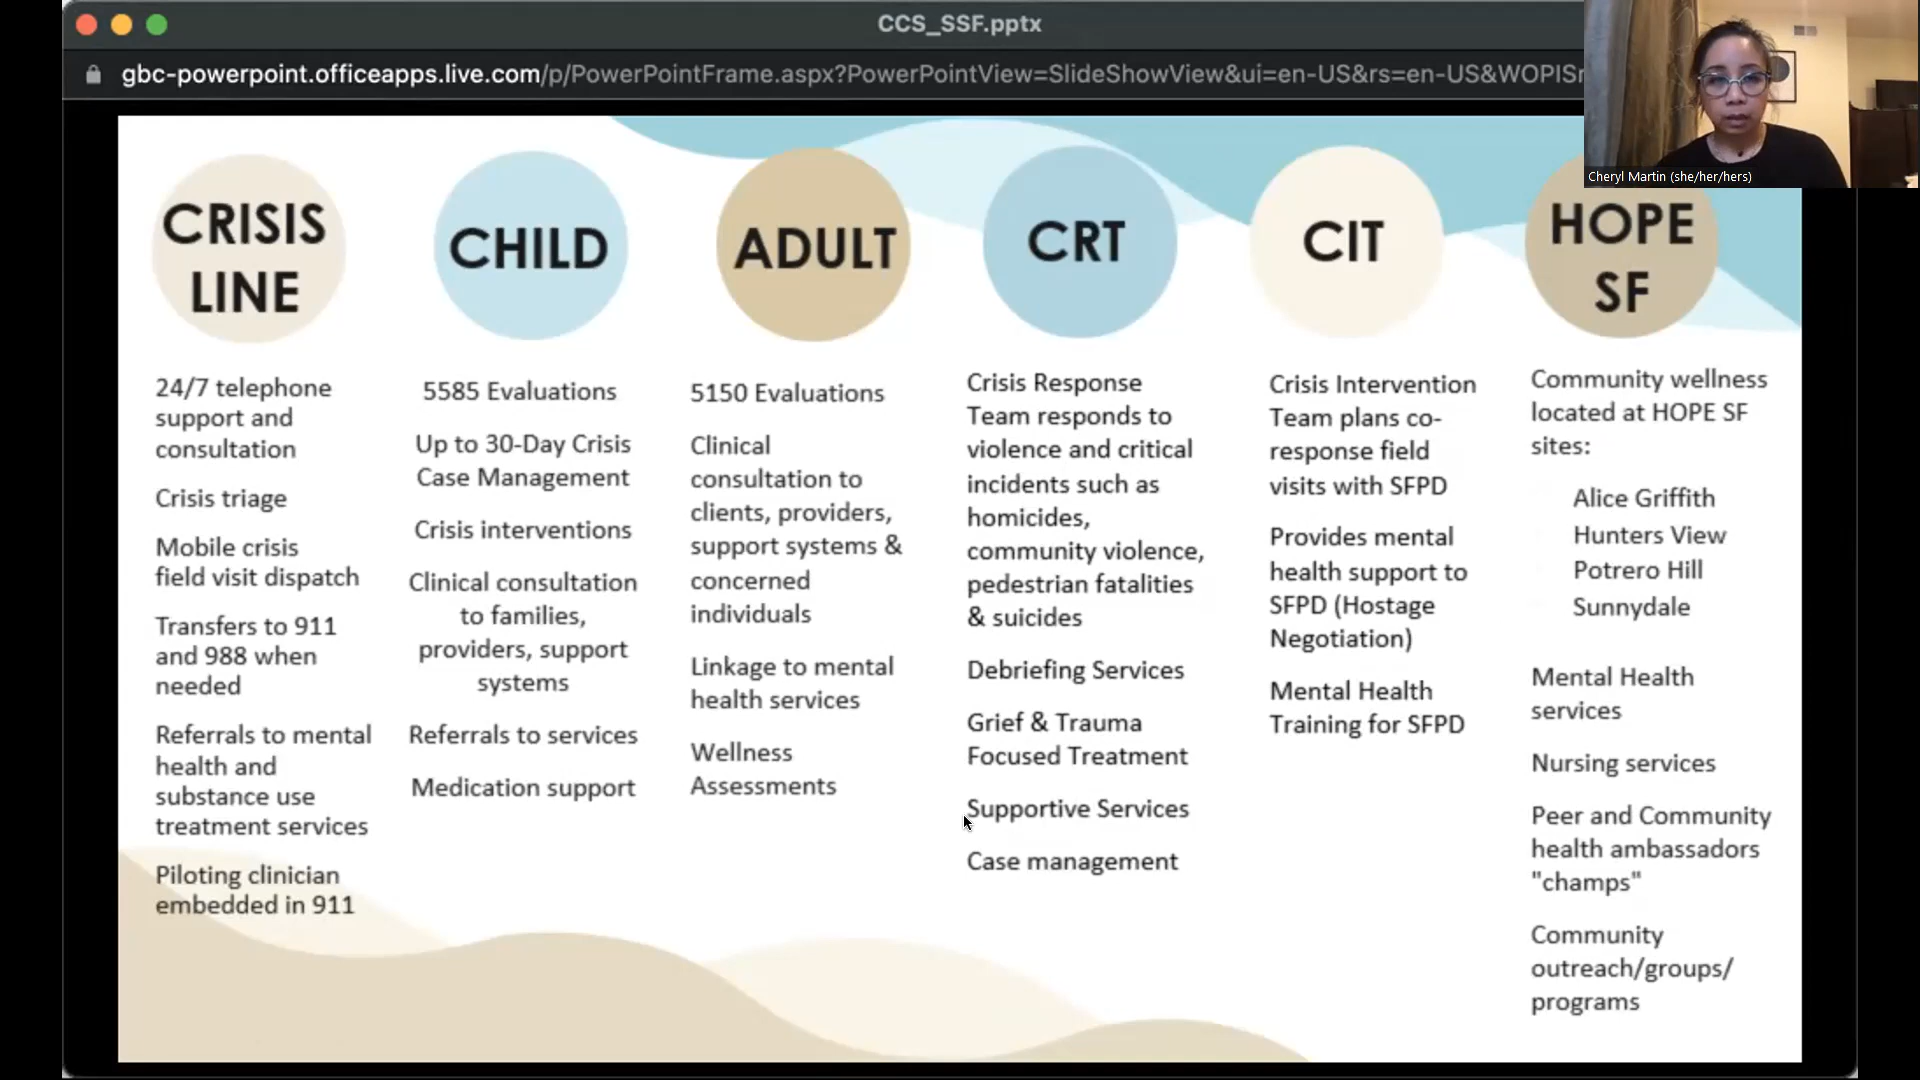 CCS_SSF.pptx
gbc-powerpoint.officeapps.live.com/p/PowerPointFrame.aspx?PowerPointView=SlideShowView&ui=en-US&rs=en-US&WOPISr
Cheryl Martin (she/her/hers)
CRISIS
LINE
24/7 telephone
support and
consultation
Crisis triage
Mobile crisis
field visit dispatch
Transfers to 911
and 988 when
needed
Referrals to mental
health and
substance use
treatment services
Piloting clinician
embedded in 911
CHILD
5585 Evaluations
Up to 30-Day Crisis
Case Management
Crisis interventions
Clinical consultation
to families,
providers, support
systems
Referrals to services
Medication support
ADULT
5150 Evaluations
Clinical
consultation to
clients, providers,
support systems &
concerned
individuals
Linkage to mental
health services
Wellness
Assessments
CRT
Crisis Response
Team responds to
violence and critical
incidents such as
homicides,
community violence,
pedestrian fatalities
& suicides
Debriefing Services
Grief & Trauma
Focused Treatment
Supportive Services
Case management
CIT
Crisis Intervention
Team plans co-
response field
visits with SFPD
Provides mental
health support to
SFPD (Hostage
Negotiation)
Mental Health
Training for SFPD
HOPE
SF
Community wellness
located at HOPE SF
sites:
Alice Griffith
Hunters View
Potrero Hill
Sunnydale
Mental Health
services
Nursing services
Peer and Community
health ambassadors
"champs"
Community
outreach/groups/
programs